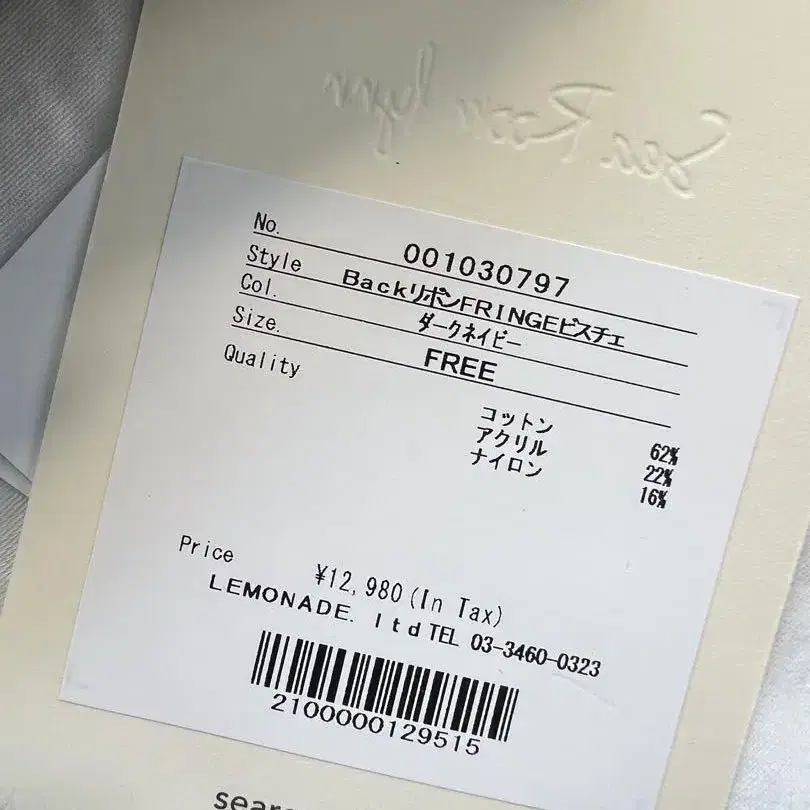 Sea Room lynn
No. 001030797
Style BackリボンFRINGEビスチェ
Col. ダークネイビー
Size. FREE
Quality
コットン 62%
アクリル 22%
ナイロン 16%
Price ¥12,980(In Tax)
LEMONADE. ltd TEL 03-3460-0323
2100000129515